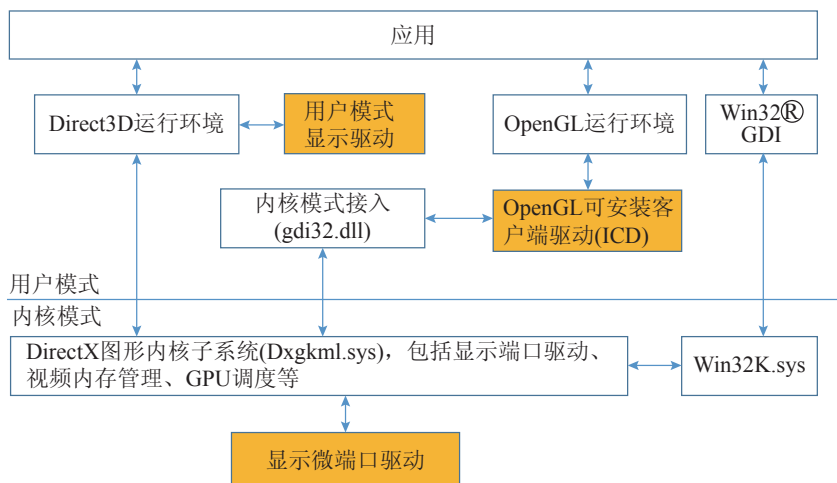 应用
Direct3D运行环境
用户模式
显示驱动
OpenGL运行环境
Win32®
GDI
内核模式接入
(gdi32.dll)
OpenGL可安装客
户端驱动(ICD)
用户模式
内核模式
DirectX图形内核子系统(Dxgkml.sys)，包括显示端口驱动、
视频内存管理、GPU调度等
Win32K.sys
显示微端口驱动